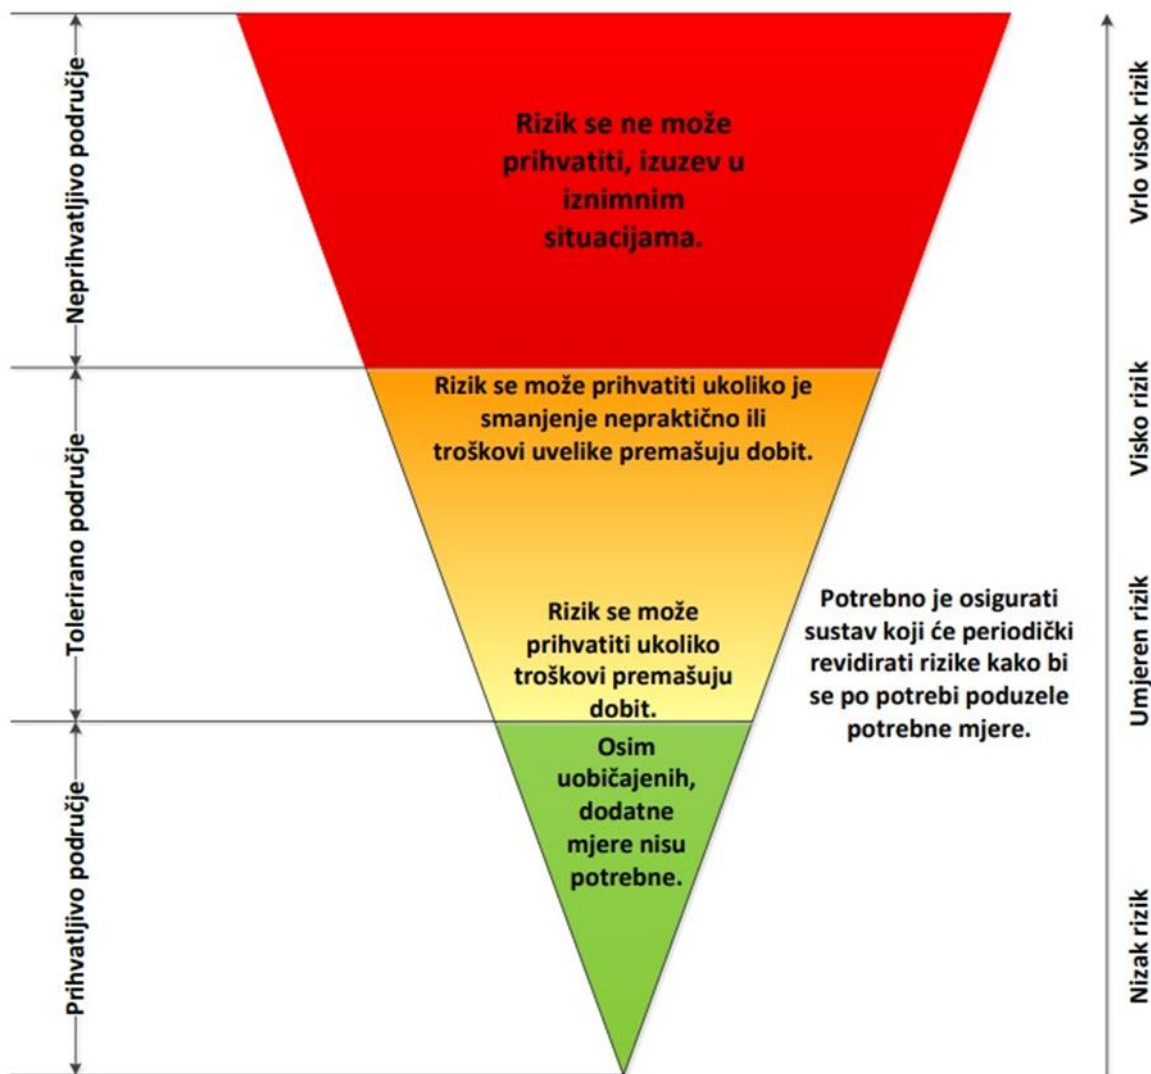 Neprihvatljivo područje
Rizik se ne može
prihvatiti, izuzev u
iznimnim
situacijama.
Vrlo visok rizik
Tolerirano područje
Rizik se može prihvatiti ukoliko je
smanjenje nepraktično ili
troškovi uvelike premašuju dobit.
Visko rizik
Rizik se može
prihvatiti ukoliko
troškovi premašuju
dobit.
Potrebno je osigurati
sustav koji će periodički
revidirati rizike kako bi
se po potrebi poduzele
potrebne mjere.
Umjeren rizik
Prihvatljivo područje
Osim
uobičajenih,
dodatne
mjere nisu
potrebne.
Nizak rizik